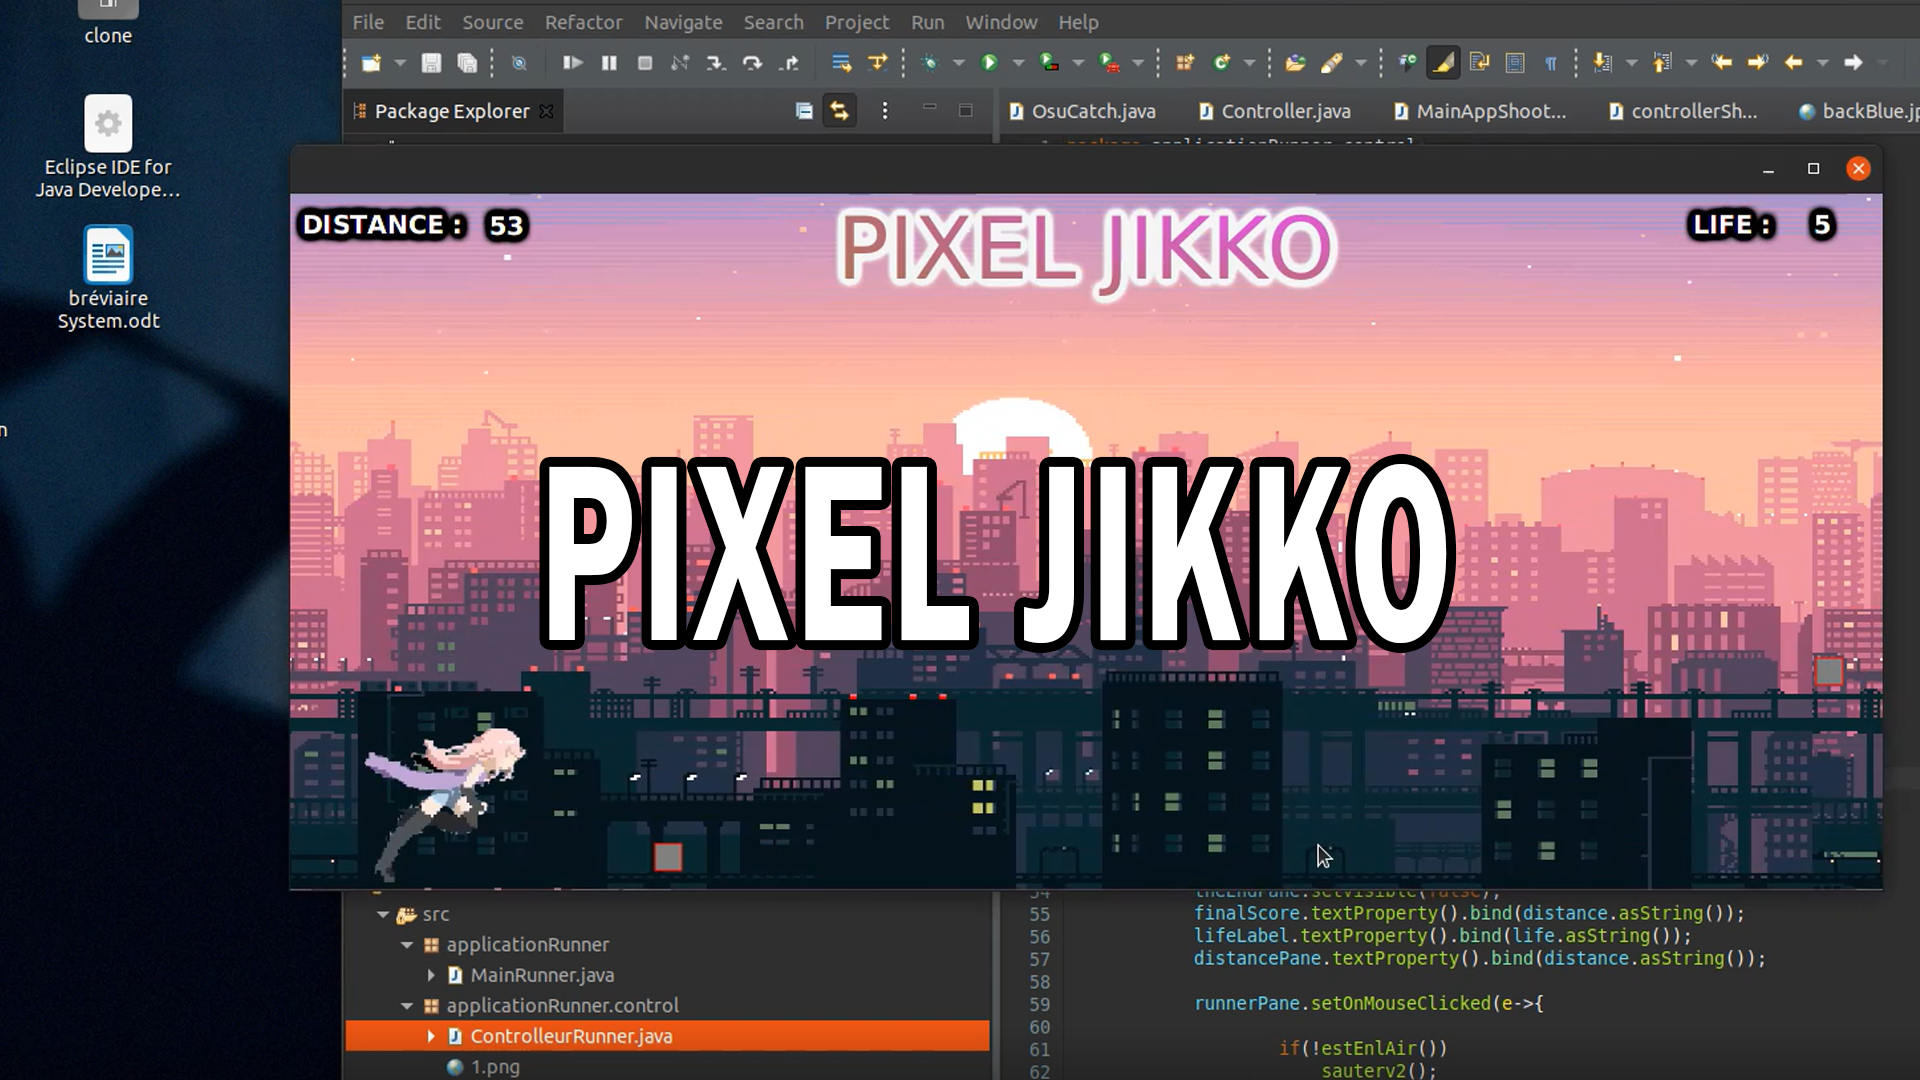 clone
Eclipse IDE for
Java Develope...
bréviaire
System.odt
n
File Edit Source Refactor Navigate Search Project Run Window Help
Package Explorer
OsuCatch.java Controller.java MainAppShoot... controllerSh... backBlue.jp
DISTANCE : 53
PIXEL JIKKO
LIFE : 5
PIXEL JIKKO
src
applicationRunner
MainRunner.java
applicationRunner.control
ControlleurRunner.java
1.png
55 finalScore.textProperty().bind(distance.asString());
56 lifeLabel.textProperty().bind(life.asString());
57 distancePane.textProperty().bind(distance.asString());
58
59 runnerPane.setOnMouseClicked(e->{
60
61 if(!estEnlAir())
62 sauterv2();